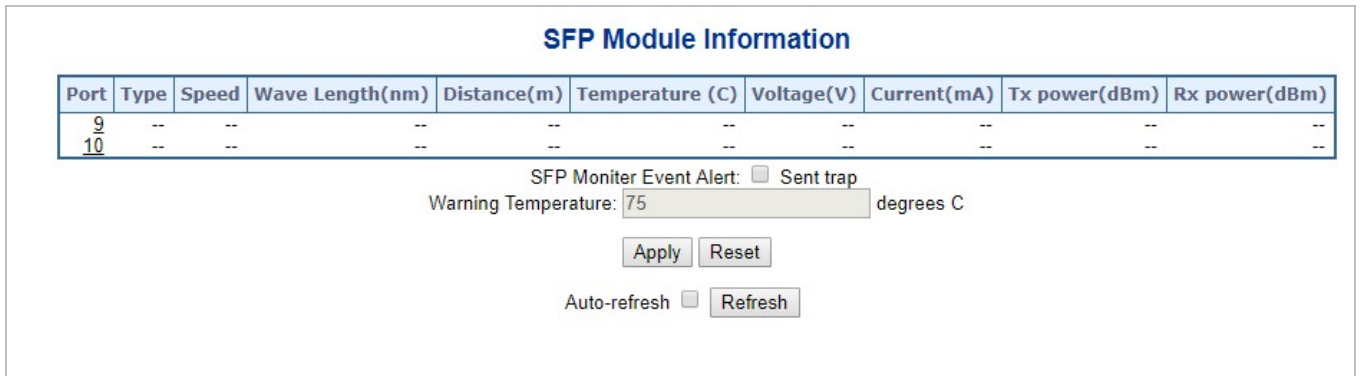 SFP Module Information
Port Type Speed Wave Length(nm) Distance(m) Temperature (C) Voltage(V) Current(mA) Tx power(dBm) Rx power(dBm)
9 -- -- -- -- -- -- -- -- --
10 -- -- -- -- -- -- -- -- --
SFP Moniter Event Alert: Sent trap
Warning Temperature: 75 degrees C
Apply Reset
Auto-refresh Refresh